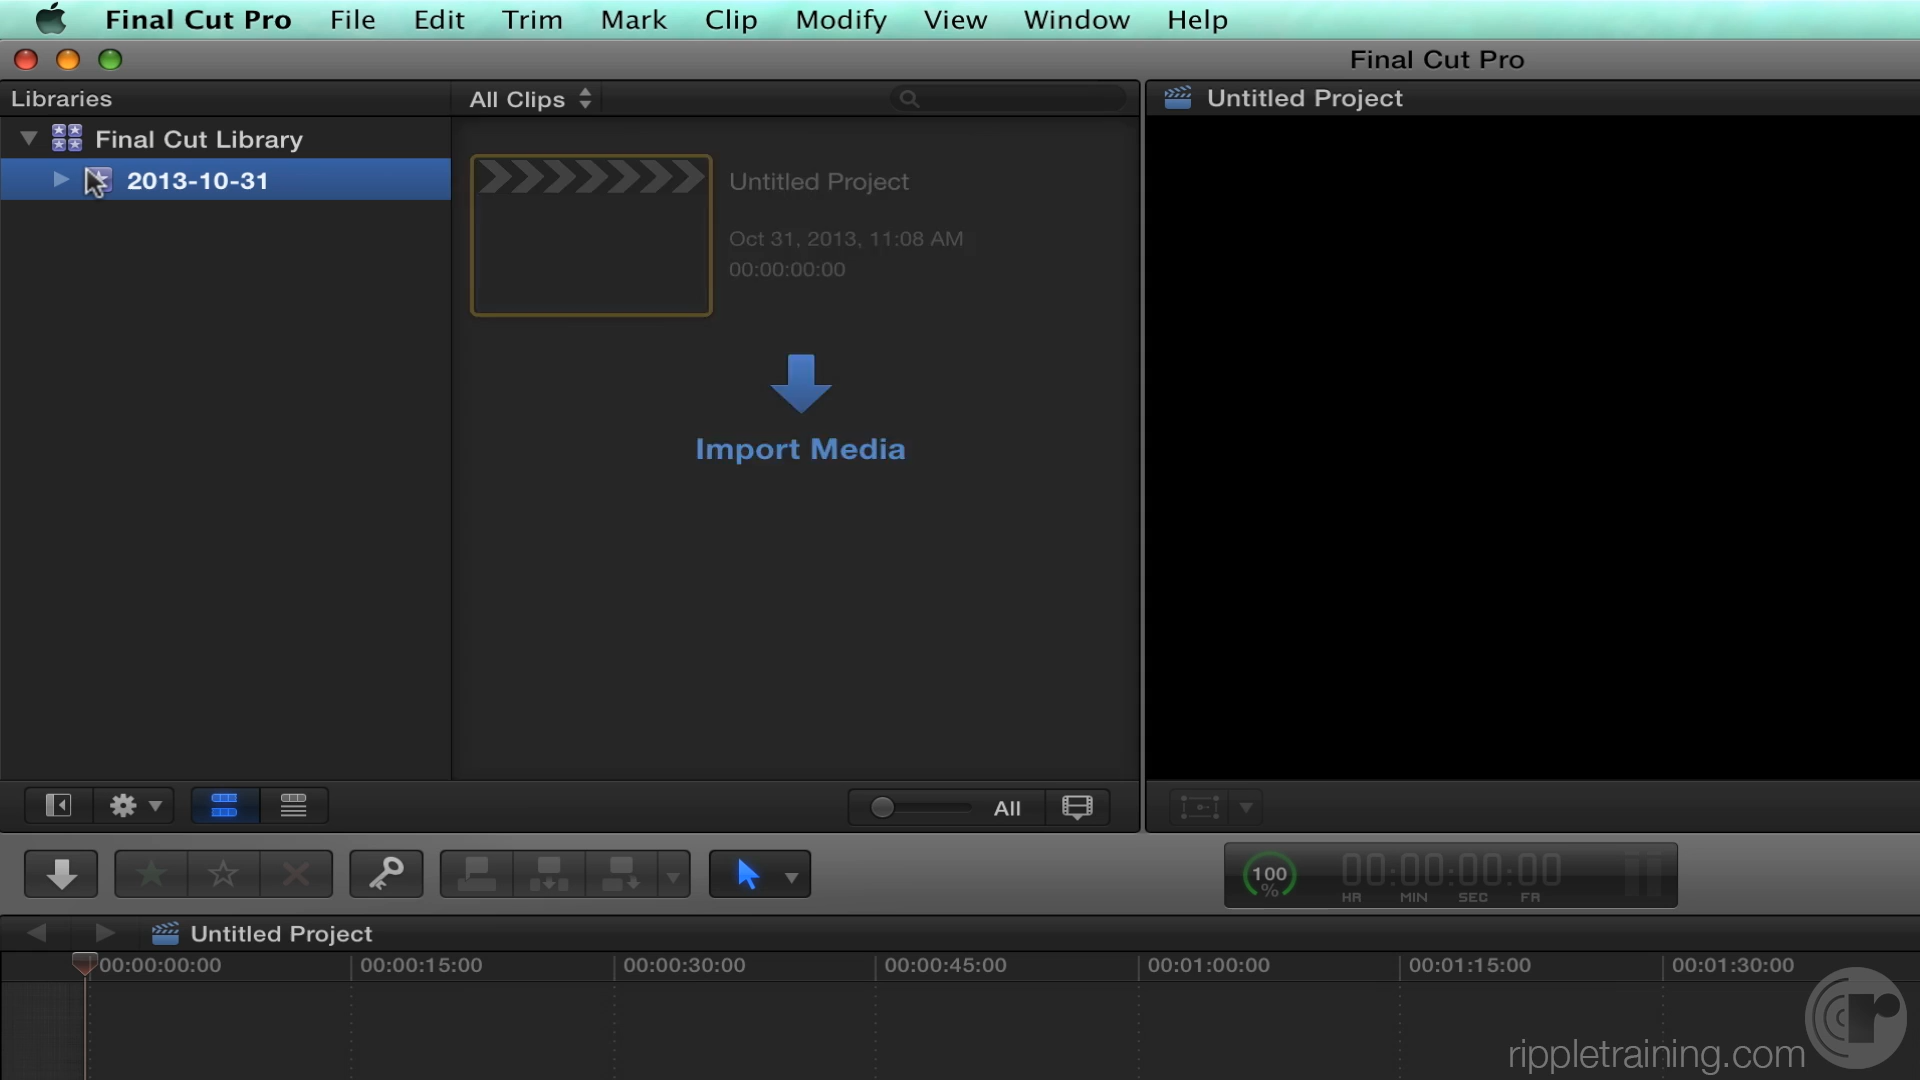 Final Cut Pro File Edit Trim Mark Clip Modify View Window Help
Final Cut Pro
Libraries
All Clips
Untitled Project
Final Cut Library
2013-10-31
Untitled Project
Oct 31, 2013, 11:08 AM
00:00:00:00
Import Media
All
100
%
00:00:00:00
HR MIN SEC FR
Untitled Project
00:00:00:00 00:00:15:00 00:00:30:00 00:00:45:00 00:01:00:00 00:01:15:00 00:01:30:00
r
rippletraining.com